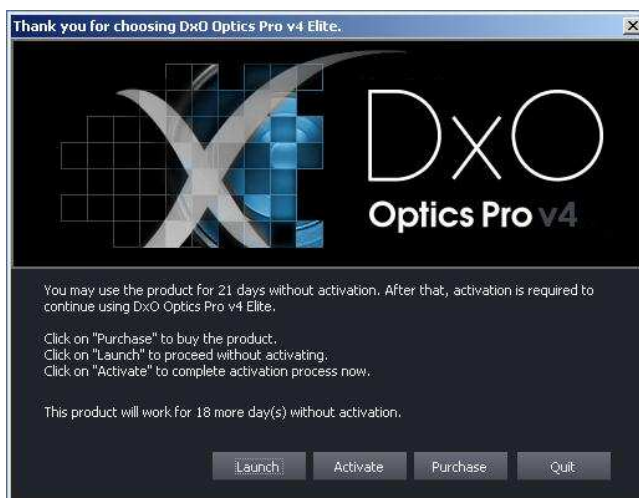 Thank you for choosing DxO Optics Pro v4 Elite.
DxO
Optics Pro v4
You may use the product for 21 days without activation. After that, activation is required to
continue using DxO Optics Pro v4 Elite.
Click on "Purchase" to buy the product.
Click on "Launch" to proceed without activating.
Click on "Activate" to complete activation process now.
This product will work for 18 more day(s) without activation.
Launch Activate Purchase Quit